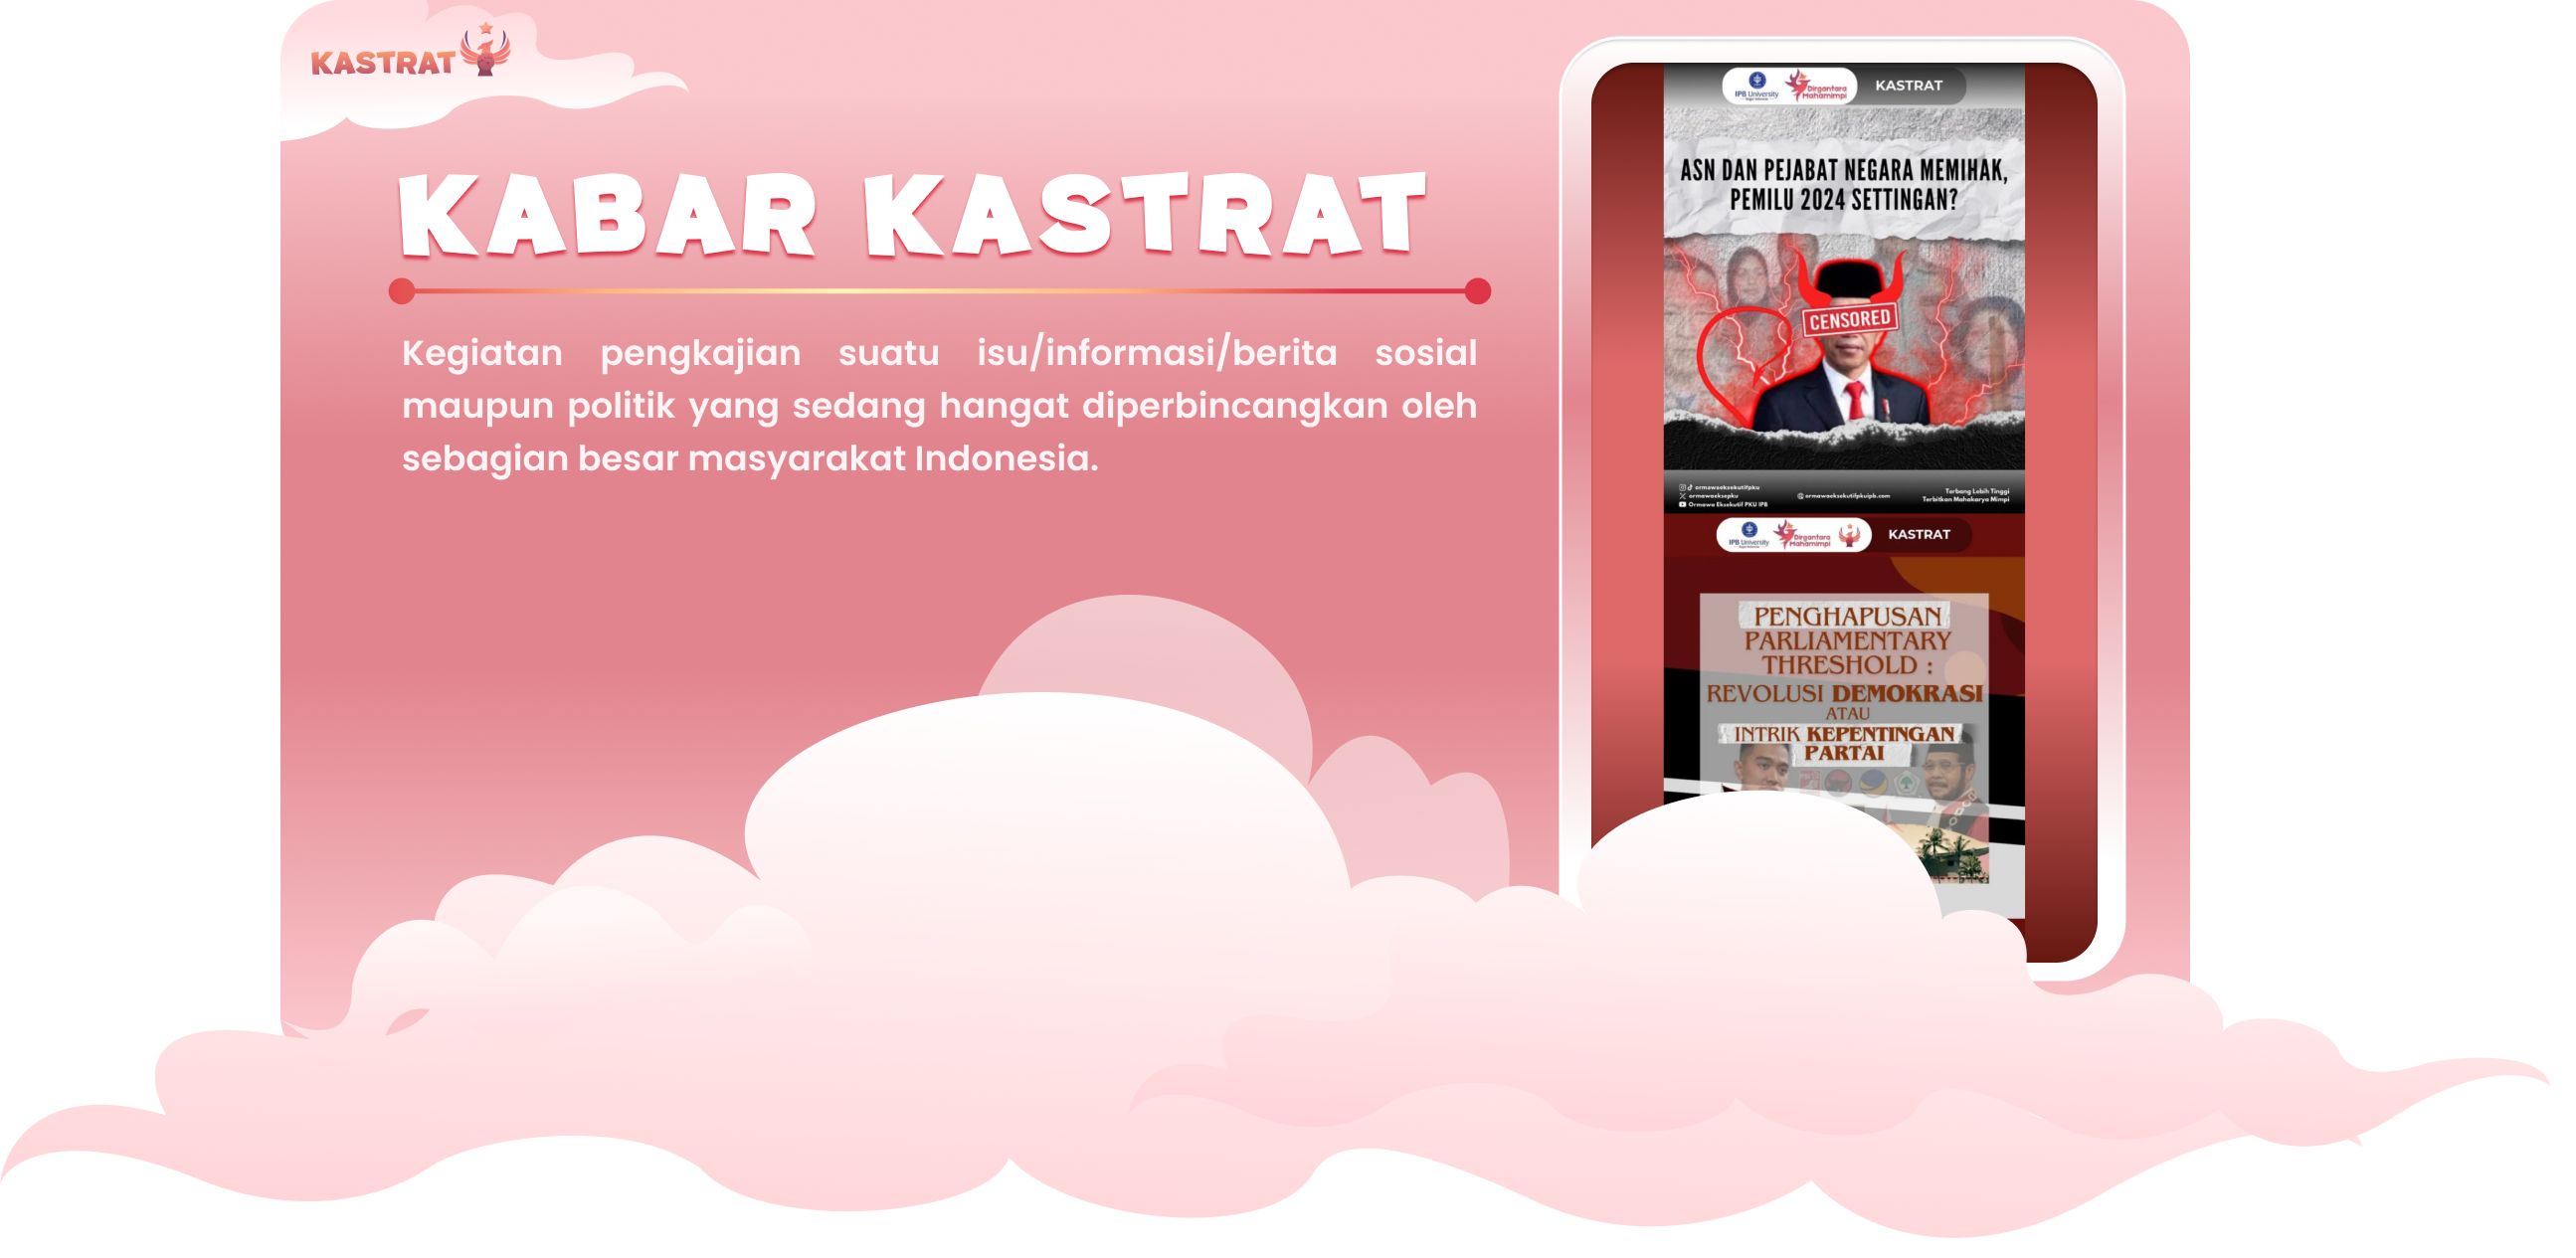 KASTRAT
KABAR KASTRAT
Kegiatan pengkajian suatu isu/informasi/berita sosial
maupun politik yang sedang hangat diperbincangkan oleh
sebagian besar masyarakat Indonesia.
IPB University
Dirgantara
Mahamimpi
KASTRAT
ASN DAN PEJABAT NEGARA MEMIHAK,
PEMILU 2024 SETTINGAN?
CENSORED
ormawaeksekutifpku
ormawaeksepku
Ormawa Eksekutif PKU IPB
ormawaeksekutifpkuipb.com
Terbang Lebih Tinggi
Terbitkan Mahakarya Mimpi
IPB University
Dirgantara
Mahamimpi
KASTRAT
PENGHAPUSAN
PARLIAMENTARY
THRESHOLD :
REVOLUSI DEMOKRASI
ATAU
INTRIK KEPENTINGAN
PARTAI